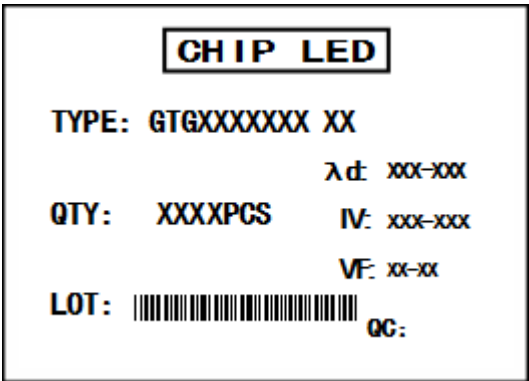 CHIP LED
TYPE: GTGXXXXXXX XX
λd: XXX-XXX
QTY: XXXXPCS
IV: XXX-XXX
VF: XX-XX
LOT:
QC: